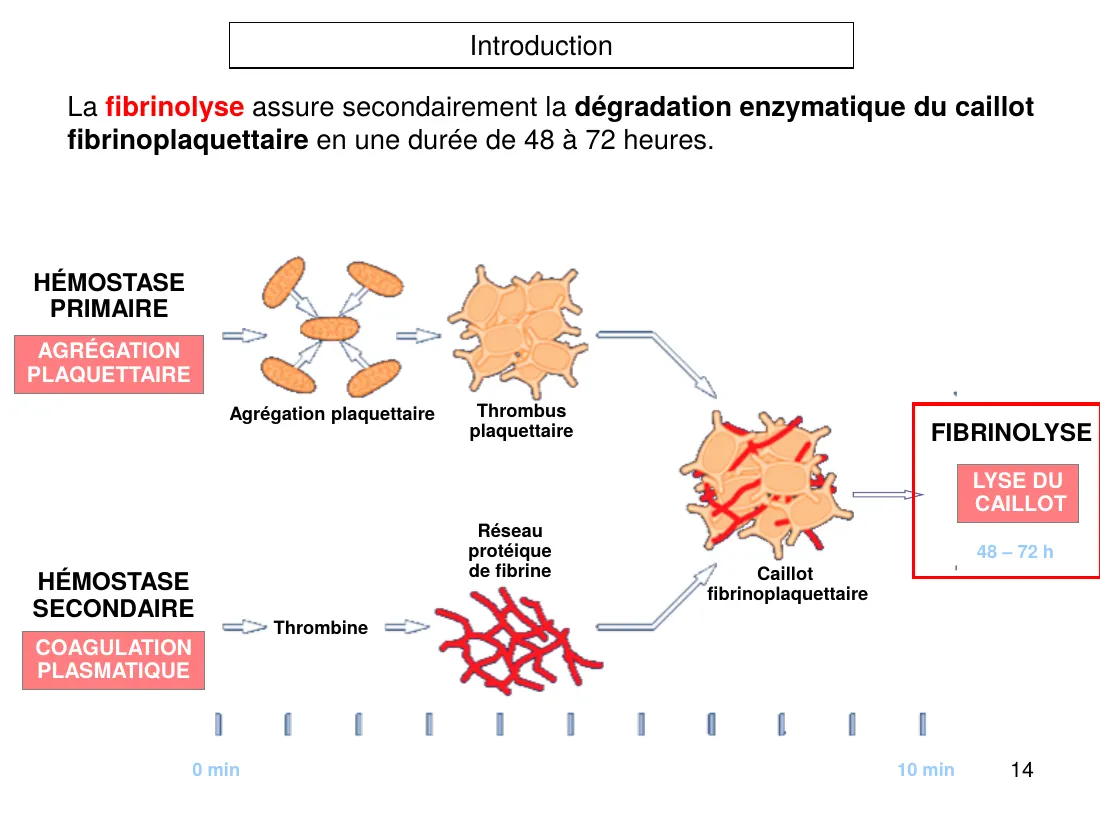 Introduction
La fibrinolyse assure secondairement la dégradation enzymatique du caillot
fibrinoplaquettaire en une durée de 48 à 72 heures.
HÉMOSTASE
PRIMAIRE
AGRÉGATION
PLAQUETTAIRE
Agrégation plaquettaire
Thrombus
plaquettaire
FIBRINOLYSE
LYSE DU
CAILLOT
48 – 72 h
Réseau
protéique
de fibrine
Caillot
fibrinoplaquettaire
HÉMOSTASE
SECONDAIRE
COAGULATION
PLASMATIQUE
Thrombine
0 min
10 min
14